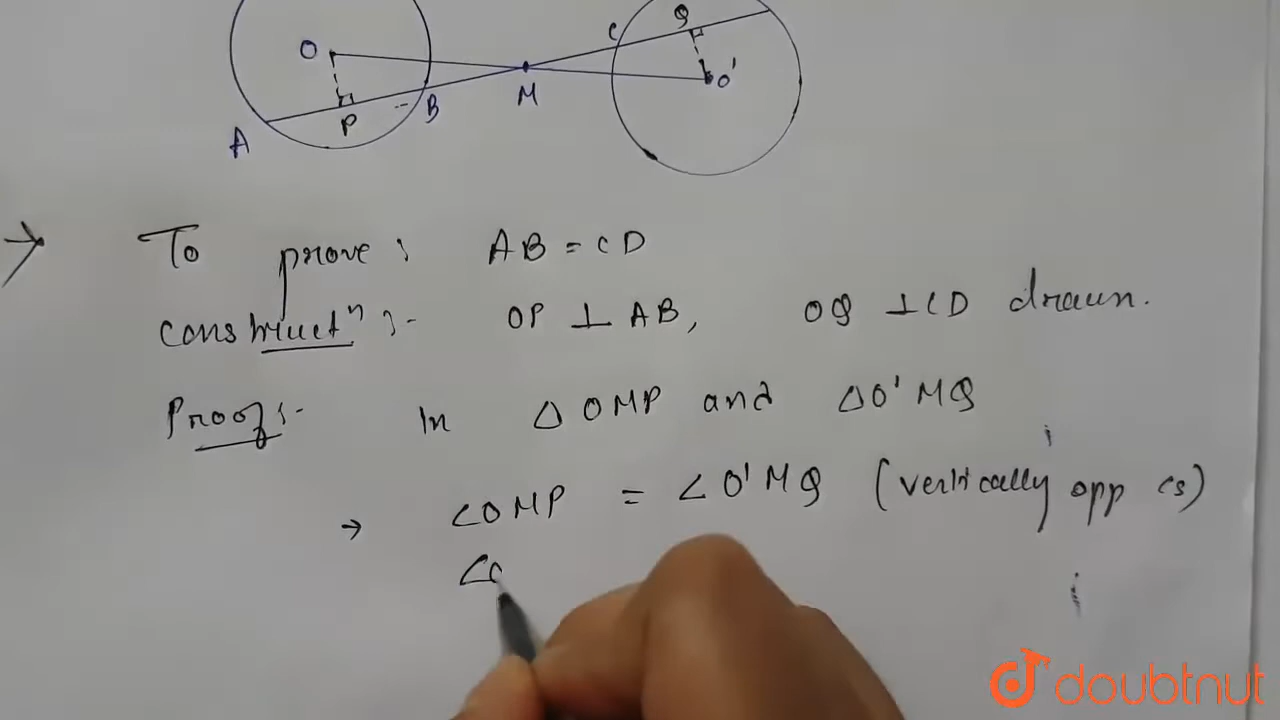 O
Q
C
O'
M
B
P
A
→ To prove : AB = CD
Constructⁿ :- OP ⊥ AB, OQ ⊥ CD drawn.
Proof :- In Δ OMP and Δ O'MQ
→ ∠OMP = ∠O'MQ (vertically opp ∠s)
∠O
doubtnut